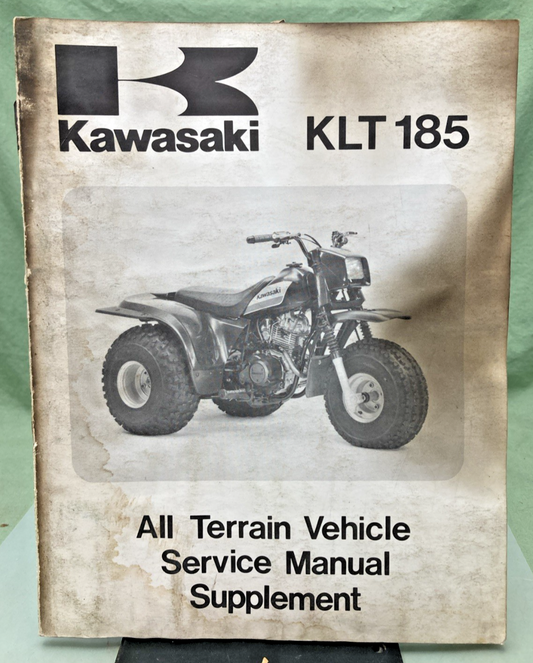 Kawasaki
KLT 185
Kawasaki
All Terrain Vehicle
Service Manual
Supplement